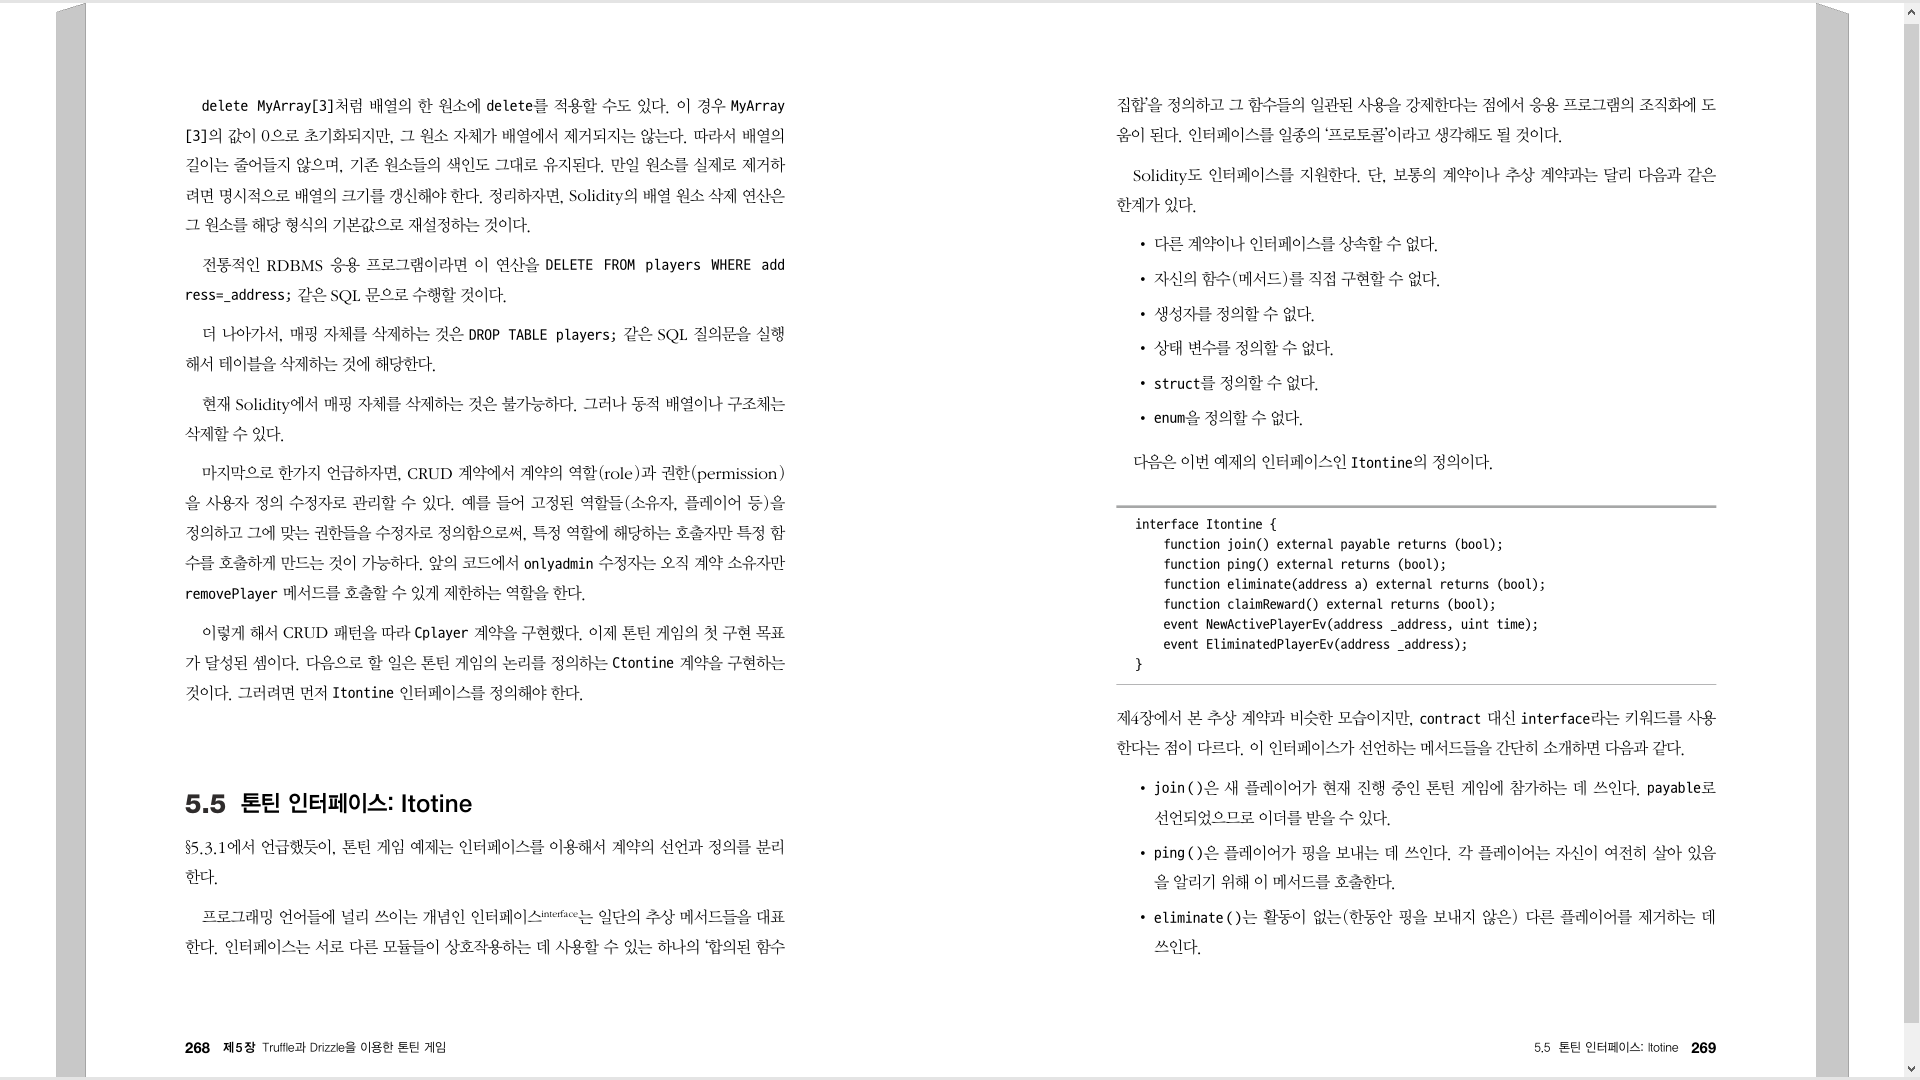 delete MyArray[3]처럼 배열의 한 원소에 delete를 적용할 수도 있다. 이 경우 MyArray
[3]의 값이 0으로 초기화되지만, 그 원소 자체가 배열에서 제거되지는 않는다. 따라서 배열의
길이는 줄어들지 않으며, 기존 원소들의 색인도 그대로 유지된다. 만일 원소를 실제로 제거하
려면 명시적으로 배열의 크기를 갱신해야 한다. 정리하자면, Solidity의 배열 원소 삭제 연산은
그 원소를 해당 형식의 기본값으로 재설정하는 것이다.
전통적인 RDBMS 응용 프로그램이라면 이 연산을 DELETE FROM players WHERE add
ress=_address; 같은 SQL 문으로 수행할 것이다.
더 나아가서, 매핑 자체를 삭제하는 것은 DROP TABLE players; 같은 SQL 질의문을 실행
해서 테이블을 삭제하는 것에 해당한다.
현재 Solidity에서 매핑 자체를 삭제하는 것은 불가능하다. 그러나 동적 배열이나 구조체는
삭제할 수 있다.
마지막으로 한가지 언급하자면, CRUD 계약에서 계약의 역할(role)과 권한(permission)
을 사용자 정의 수정자로 관리할 수 있다. 예를 들어 고정된 역할들(소유자, 플레이어 등)을
정의하고 그에 맞는 권한들을 수정자로 정의함으로써, 특정 역할에 해당하는 호출자만 특정 함
수를 호출하게 만드는 것이 가능하다. 앞의 코드에서 onlyadmin 수정자는 오직 계약 소유자만
removePlayer 메서드를 호출할 수 있게 제한하는 역할을 한다.
이렇게 해서 CRUD 패턴을 따라 Cplayer 계약을 구현했다. 이제 톤틴 게임의 첫 구현 목표
가 달성된 셈이다. 다음으로 할 일은 톤틴 게임의 논리를 정의하는 Ctontine 계약을 구현하는
것이다. 그러려면 먼저 Itontine 인터페이스를 정의해야 한다.
5.5 톤틴 인터페이스: Itotine
§5.3.1에서 언급했듯이, 톤틴 게임 예제는 인터페이스를 이용해서 계약의 선언과 정의를 분리
한다.
프로그래밍 언어들에 널리 쓰이는 개념인 인터페이스interface는 일단의 추상 메서드들을 대표
한다. 인터페이스는 서로 다른 모듈들이 상호작용하는 데 사용할 수 있는 하나의 ‘합의된 함수
268 제5장 Truffle과 Drizzle을 이용한 톤틴 게임
집합’을 정의하고 그 함수들의 일관된 사용을 강제한다는 점에서 응용 프로그램의 조직화에 도
움이 된다. 인터페이스를 일종의 ‘프로토콜’이라고 생각해도 될 것이다.
Solidity도 인터페이스를 지원한다. 단, 보통의 계약이나 추상 계약과는 달리 다음과 같은
한계가 있다.
• 다른 계약이나 인터페이스를 상속할 수 없다.
• 자신의 함수(메서드)를 직접 구현할 수 없다.
• 생성자를 정의할 수 없다.
• 상태 변수를 정의할 수 없다.
• struct를 정의할 수 없다.
• enum을 정의할 수 없다.
다음은 이번 예제의 인터페이스인 Itontine의 정의이다.
interface Itontine {
function join() external payable returns (bool);
function ping() external returns (bool);
function eliminate(address a) external returns (bool);
function claimReward() external returns (bool);
event NewActivePlayerEv(address _address, uint time);
event EliminatedPlayerEv(address _address);
}
제4장에서 본 추상 계약과 비슷한 모습이지만, contract 대신 interface라는 키워드를 사용
한다는 점이 다르다. 이 인터페이스가 선언하는 메서드들을 간단히 소개하면 다음과 같다.
• join()은 새 플레이어가 현재 진행 중인 톤틴 게임에 참가하는 데 쓰인다. payable로
선언되었으므로 이더를 받을 수 있다.
• ping()은 플레이어가 핑을 보내는 데 쓰인다. 각 플레이어는 자신이 여전히 살아 있음
을 알리기 위해 이 메서드를 호출한다.
• eliminate()는 활동이 없는(한동안 핑을 보내지 않은) 다른 플레이어를 제거하는 데
쓰인다.
5.5 톤틴 인터페이스: Itotine 269